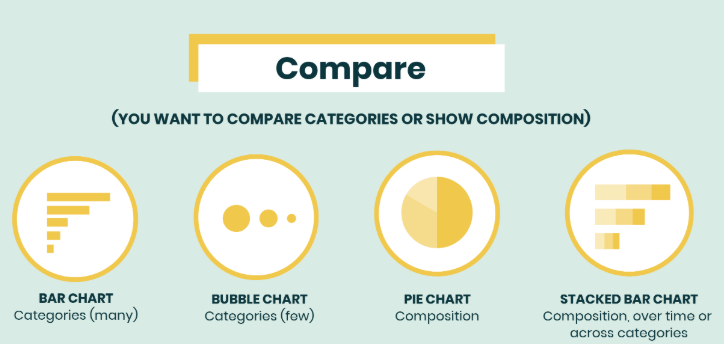 Compare
(YOU WANT TO COMPARE CATEGORIES OR SHOW COMPOSITION)
BAR CHART
Categories (many)
BUBBLE CHART
Categories (few)
PIE CHART
Composition
STACKED BAR CHART
Composition, over time or
across categories